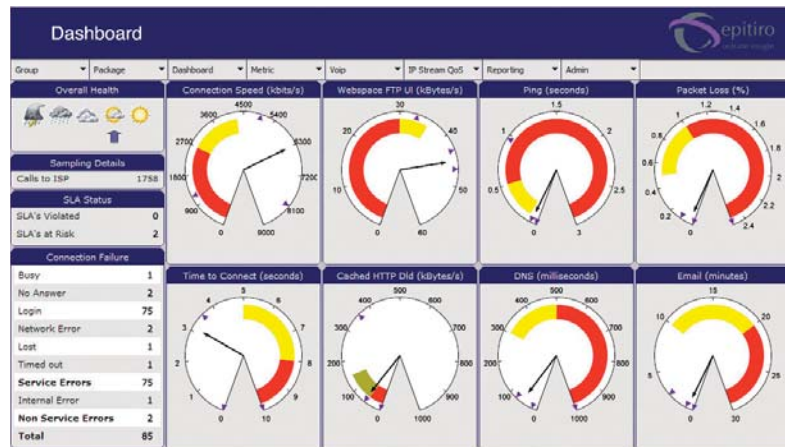 Dashboard
epitiro
Group
Package
Dashboard
Metric
Voip
IP Stream QoS
Reporting
Admin
Overall Health
Sampling Details
Calls to ISP 1758
SLA Status
SLA's Violated 0
SLA's at Risk 2
Connection Failure
Busy 1
No Answer 2
Login 75
Network Error 2
Lost 1
Timed out 1
Service Errors 75
Internal Error 1
Non Service Errors 2
Total 85
Connection Speed (kbits/s)
0
900
1800
2700
3600
4500
5400
6300
7200
8100
9000
Webspace FTP Ul (kBytes/s)
0
10
20
30
40
50
60
Ping (seconds)
0
0.5
1
1.5
2
2.5
3
Packet Loss (%)
0
0.2
0.4
0.6
0.8
1
1.2
1.4
1.6
1.8
2
2.2
2.4
Time to Connect (seconds)
0
1
2
3
4
5
6
7
8
9
10
Cached HTTP Dld (kBytes/s)
0
100
200
300
400
500
600
700
800
900
1000
DNS (milliseconds)
0
100
200
300
400
500
600
700
800
900
1000
Email (minutes)
0
5
10
15
20
25
30